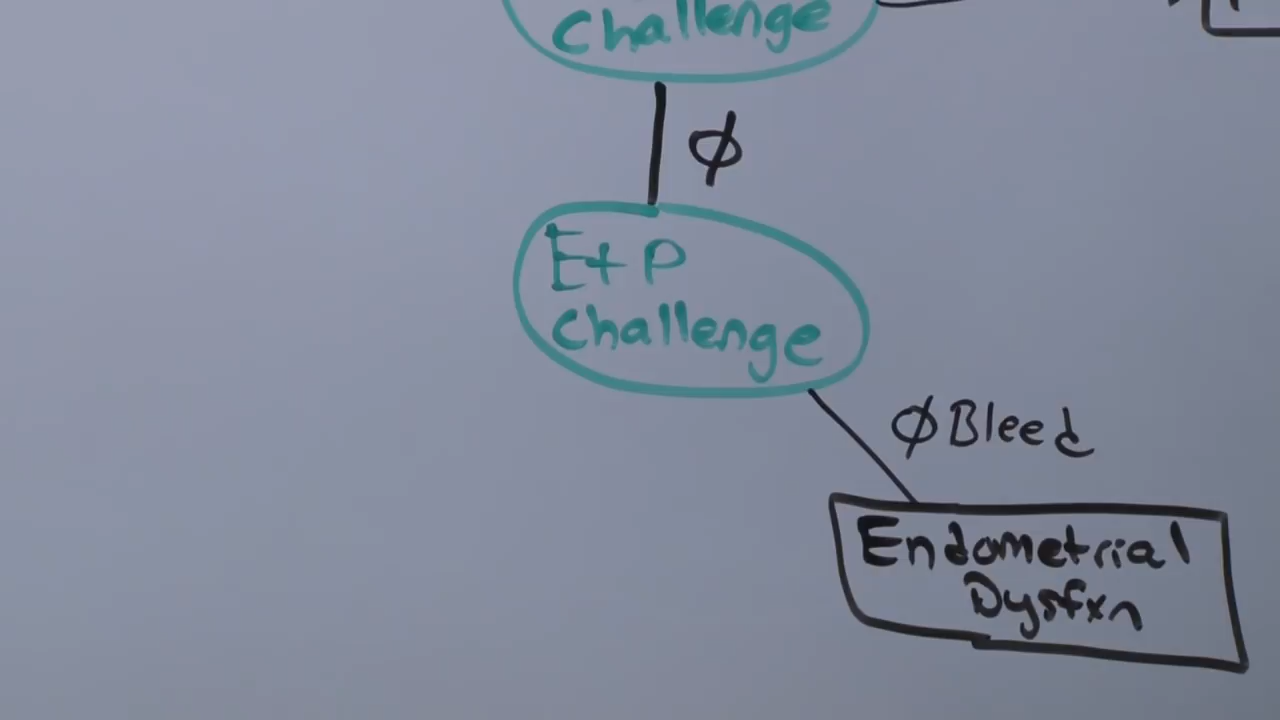 Challenge
ϕ
E+P
Challenge
ϕ Bleed
Endometrial
Dysfxn